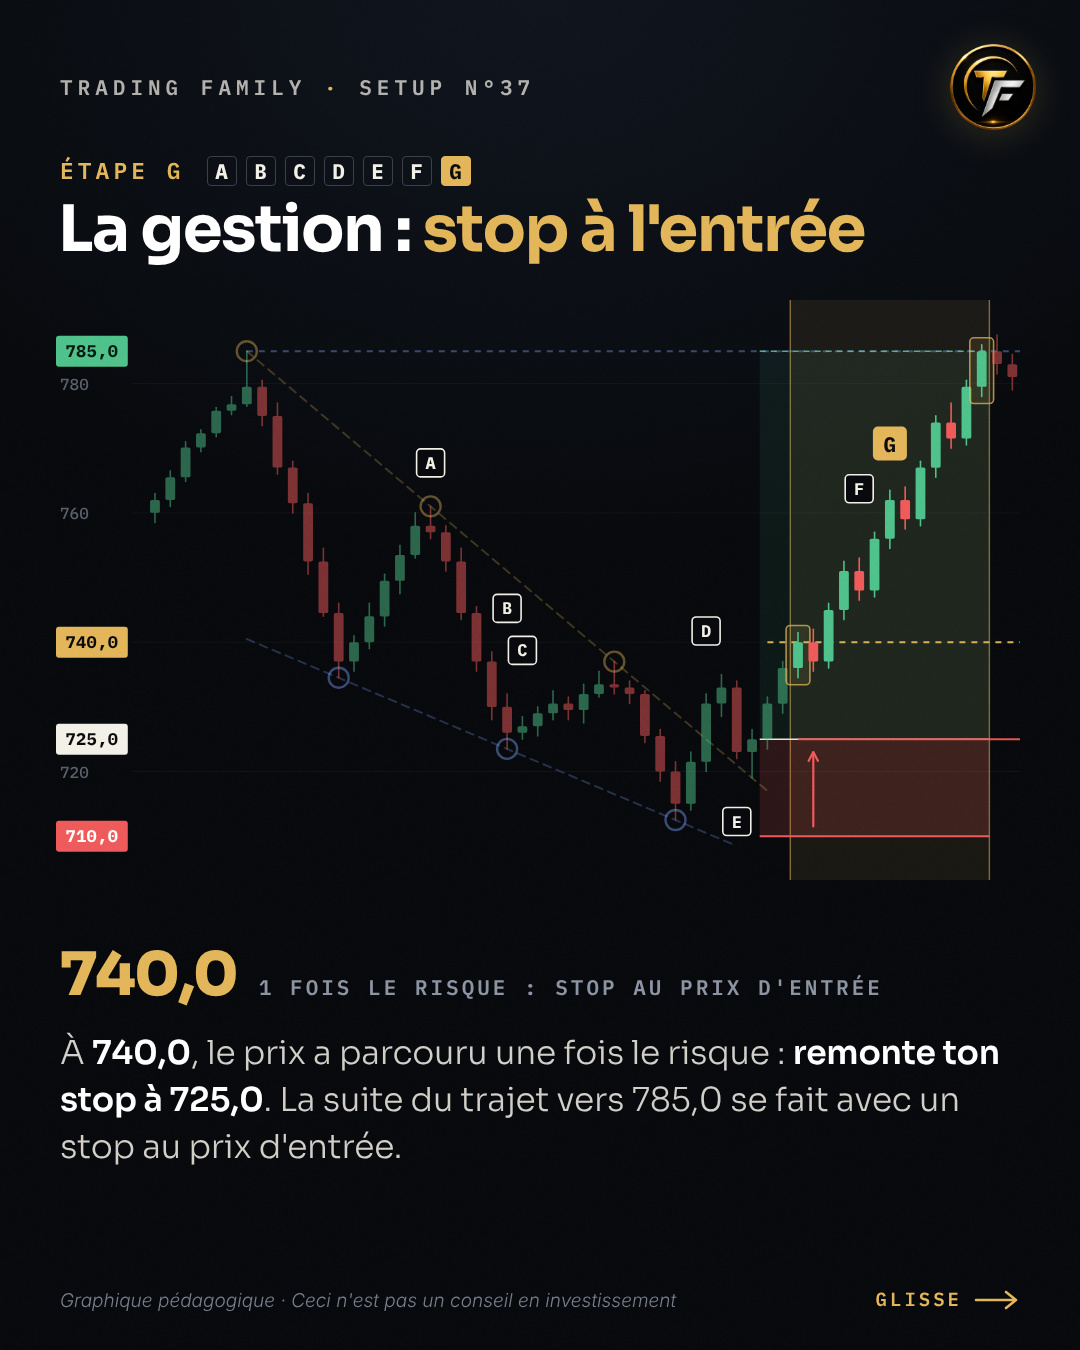 TRADING FAMILY · SETUP N°37
TF
ÉTAPE G A B C D E F G
La gestion : stop à l'entrée
785,0
780
A
G
F
760
B
D
740,0
C
725,0
720
E
710,0
740,0 1 FOIS LE RISQUE : STOP AU PRIX D'ENTRÉE
À 740,0, le prix a parcouru une fois le risque : remonte ton
stop à 725,0. La suite du trajet vers 785,0 se fait avec un
stop au prix d'entrée.
Graphique pédagogique · Ceci n'est pas un conseil en investissement
GLISSE →